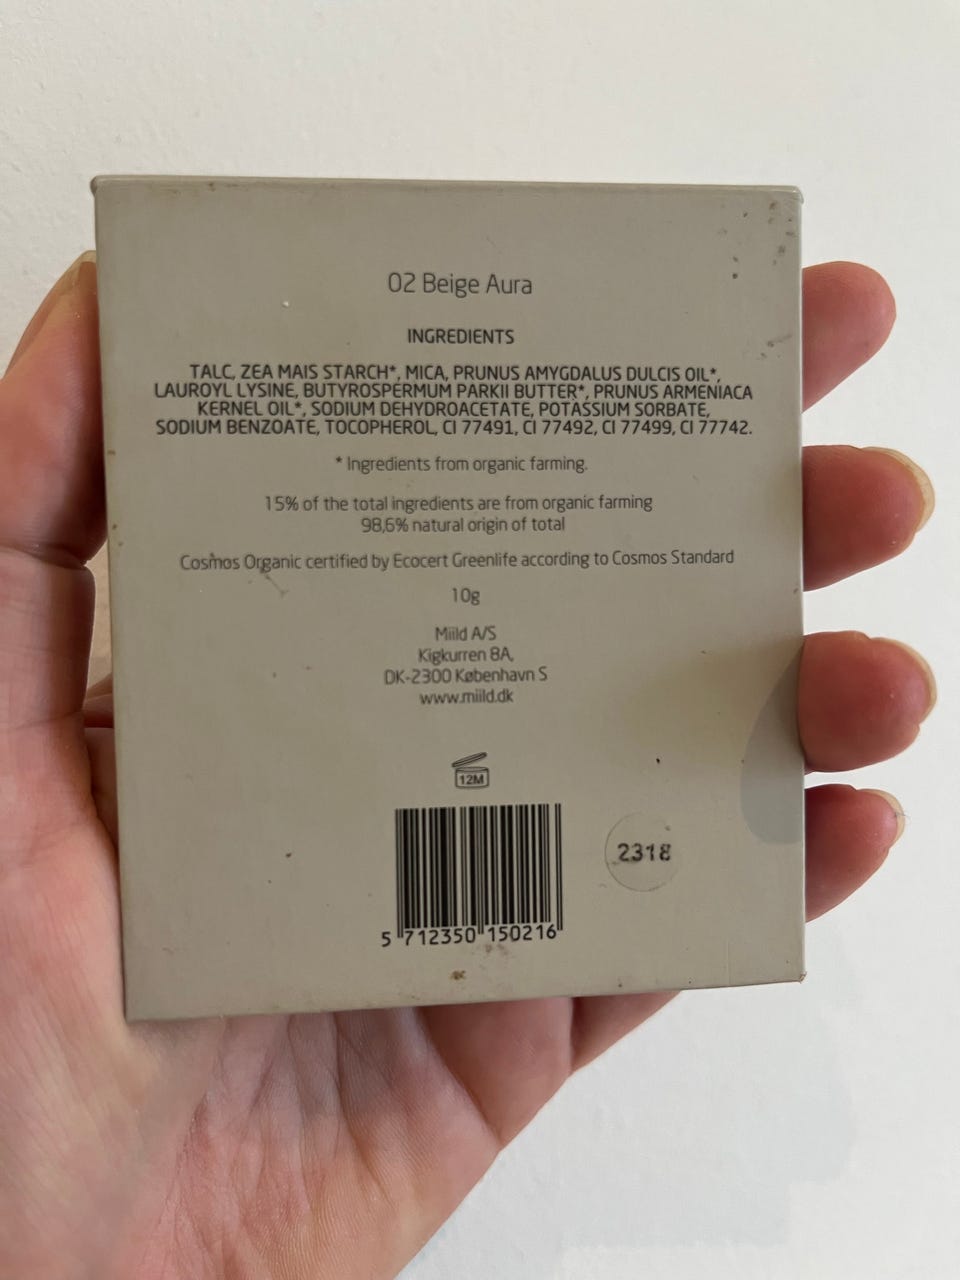 02 Beige Aura
INGREDIENTS
TALC, ZEA MAIS STARCH*, MICA, PRUNUS AMYGDALUS DULCIS OIL*,
LAUROYL LYSINE, BUTYROSPERMUM PARKII BUTTER*, PRUNUS ARMENIACA
KERNEL OIL*, SODIUM DEHYDROACETATE, POTASSIUM SORBATE,
SODIUM BENZOATE, TOCOPHEROL, CI 77491, CI 77492, CI 77499, CI 77742.
* Ingredients from organic farming.
15% of the total ingredients are from organic farming
98,6% natural origin of total
Cosmos Organic certified by Ecocert Greenlife according to Cosmos Standard
10g
Miild A/S
Kigkurren 8A,
DK-2300 København S
www.miild.dk
12M
2318
5 712350 150216